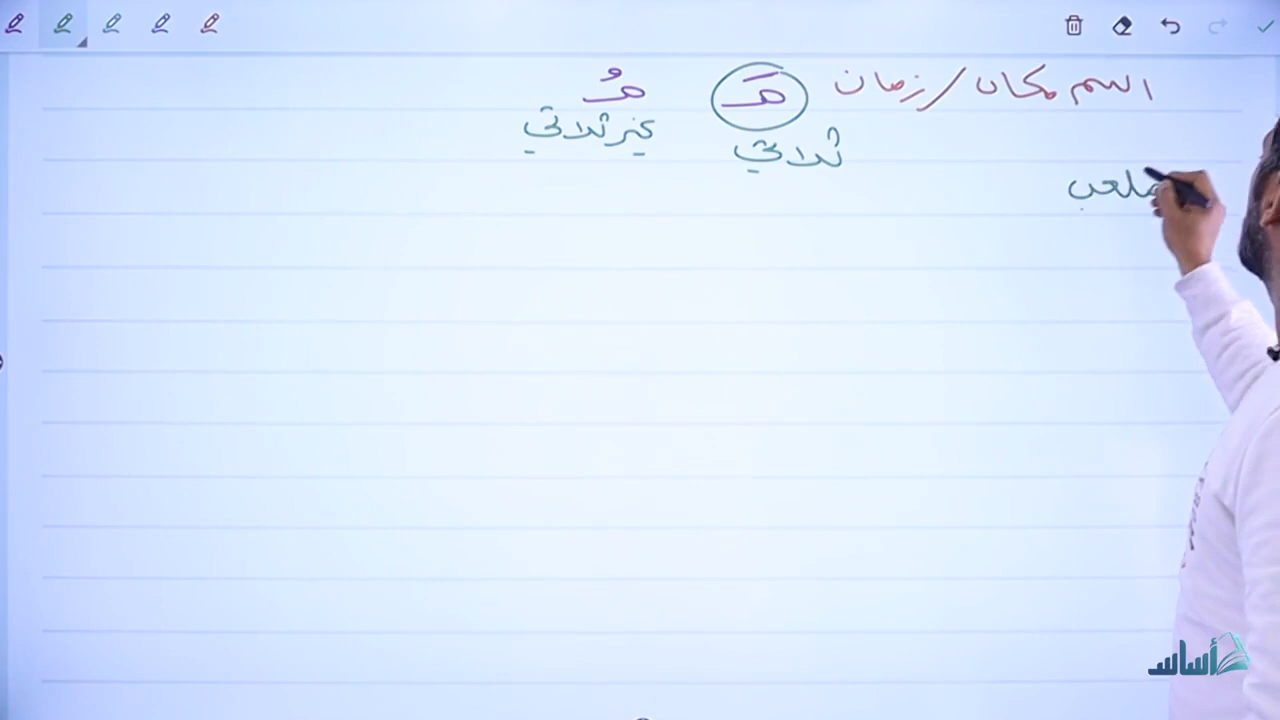 اسم مكان / زمان مَـ مُـ
ثلاثي غير ثلاثي
ملعب
أساس